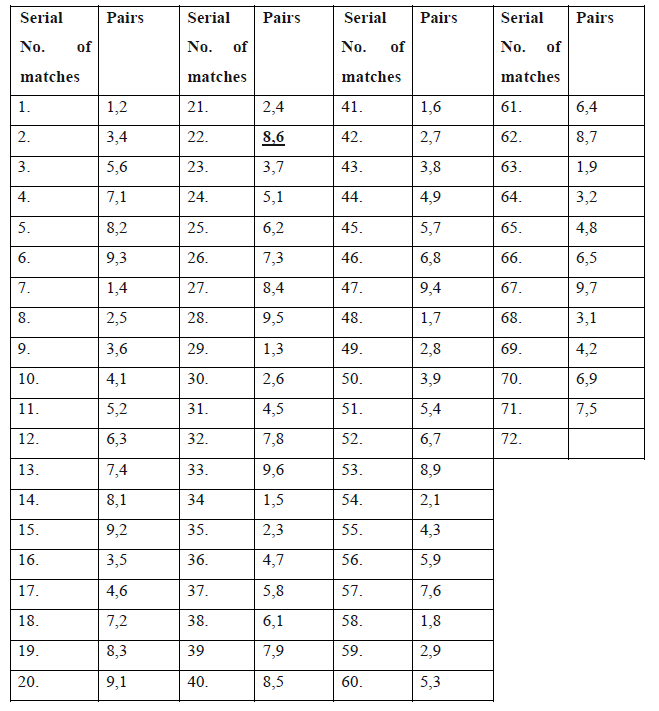 Serial No. of matches Pairs Serial No. of matches Pairs Serial No. of matches Pairs Serial No. of matches Pairs
1. 1,2 21. 2,4 41. 1,6 61. 6,4
2. 3,4 22. 8,6 42. 2,7 62. 8,7
3. 5,6 23. 3,7 43. 3,8 63. 1,9
4. 7,1 24. 5,1 44. 4,9 64. 3,2
5. 8,2 25. 6,2 45. 5,7 65. 4,8
6. 9,3 26. 7,3 46. 6,8 66. 6,5
7. 1,4 27. 8,4 47. 9,4 67. 9,7
8. 2,5 28. 9,5 48. 1,7 68. 3,1
9. 3,6 29. 1,3 49. 2,8 69. 4,2
10. 4,1 30. 2,6 50. 3,9 70. 6,9
11. 5,2 31. 4,5 51. 5,4 71. 7,5
12. 6,3 32. 7,8 52. 6,7 72.
13. 7,4 33. 9,6 53. 8,9
14. 8,1 34 1,5 54. 2,1
15. 9,2 35. 2,3 55. 4,3
16. 3,5 36. 4,7 56. 5,9
17. 4,6 37. 5,8 57. 7,6
18. 7,2 38. 6,1 58. 1,8
19. 8,3 39 7,9 59. 2,9
20. 9,1 40. 8,5 60. 5,3